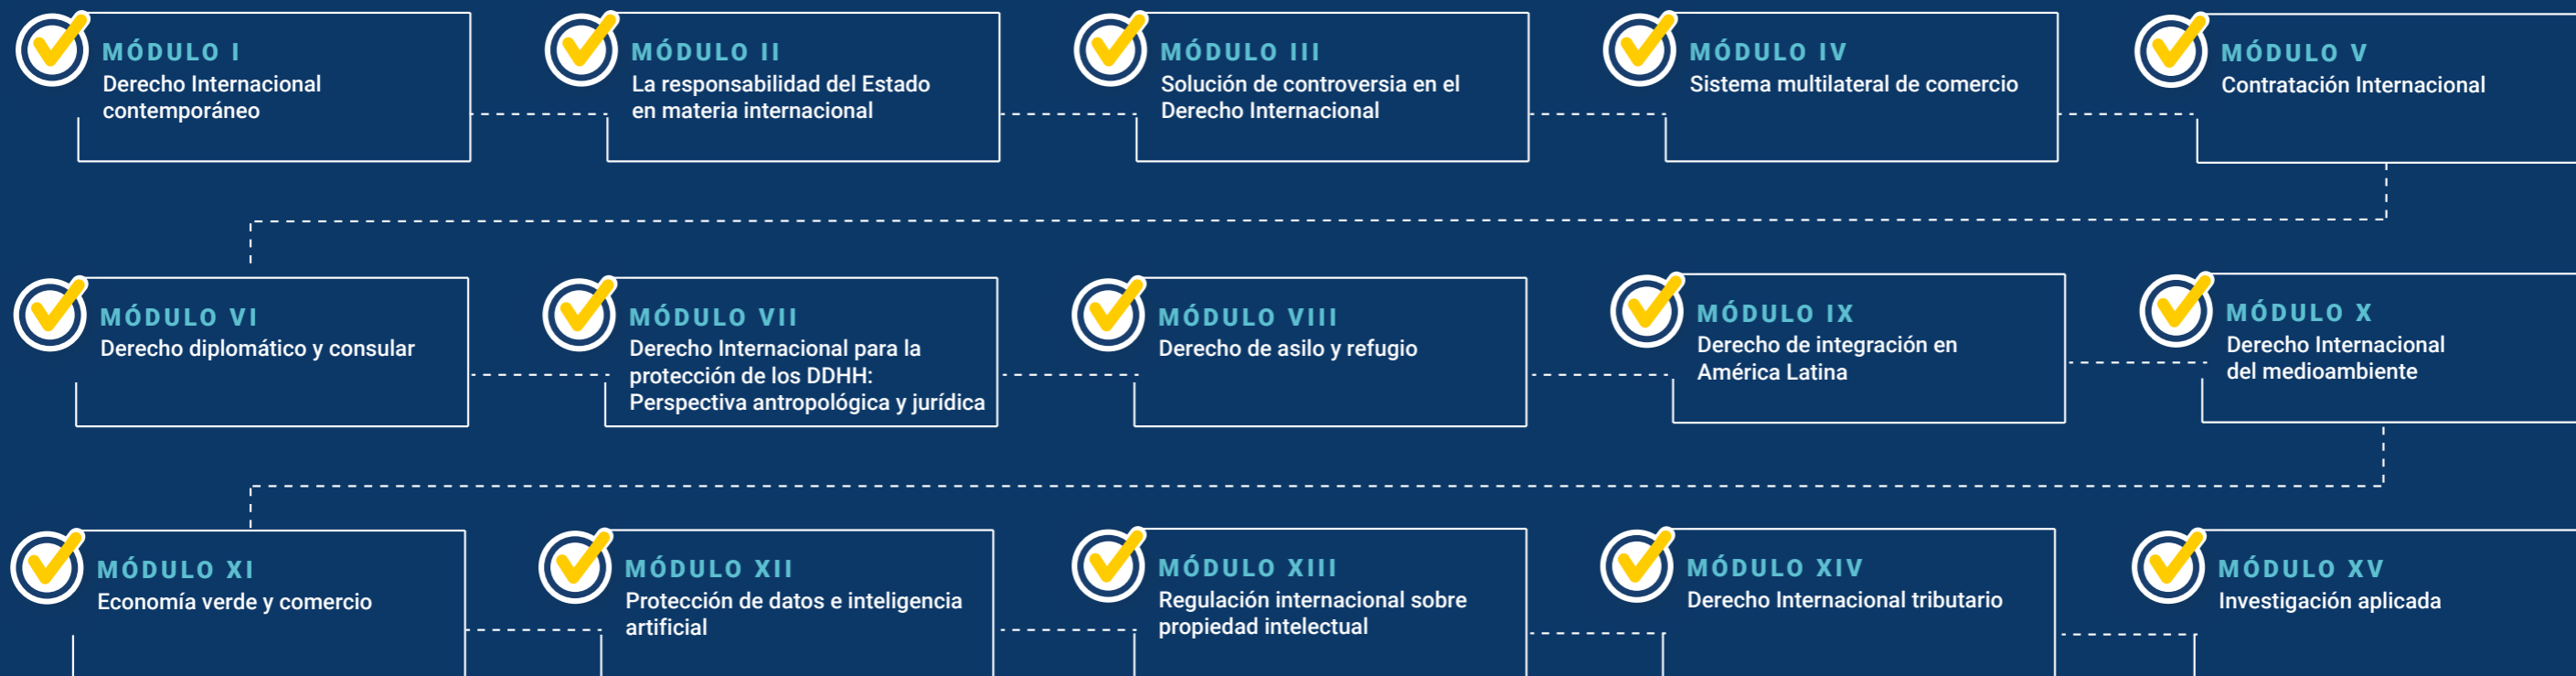 MÓDULO I
Derecho Internacional
contemporáneo
MÓDULO II
La responsabilidad del Estado
en materia internacional
MÓDULO III
Solución de controversia en el
Derecho Internacional
MÓDULO IV
Sistema multilateral de comercio
MÓDULO V
Contratación Internacional
MÓDULO VI
Derecho diplomático y consular
MÓDULO VII
Derecho Internacional para la
protección de los DDHH:
Perspectiva antropológica y jurídica
MÓDULO VIII
Derecho de asilo y refugio
MÓDULO IX
Derecho de integración en
América Latina
MÓDULO X
Derecho Internacional
del medioambiente
MÓDULO XI
Economía verde y comercio
MÓDULO XII
Protección de datos e inteligencia
artificial
MÓDULO XIII
Regulación internacional sobre
propiedad intelectual
MÓDULO XIV
Derecho Internacional tributario
MÓDULO XV
Investigación aplicada